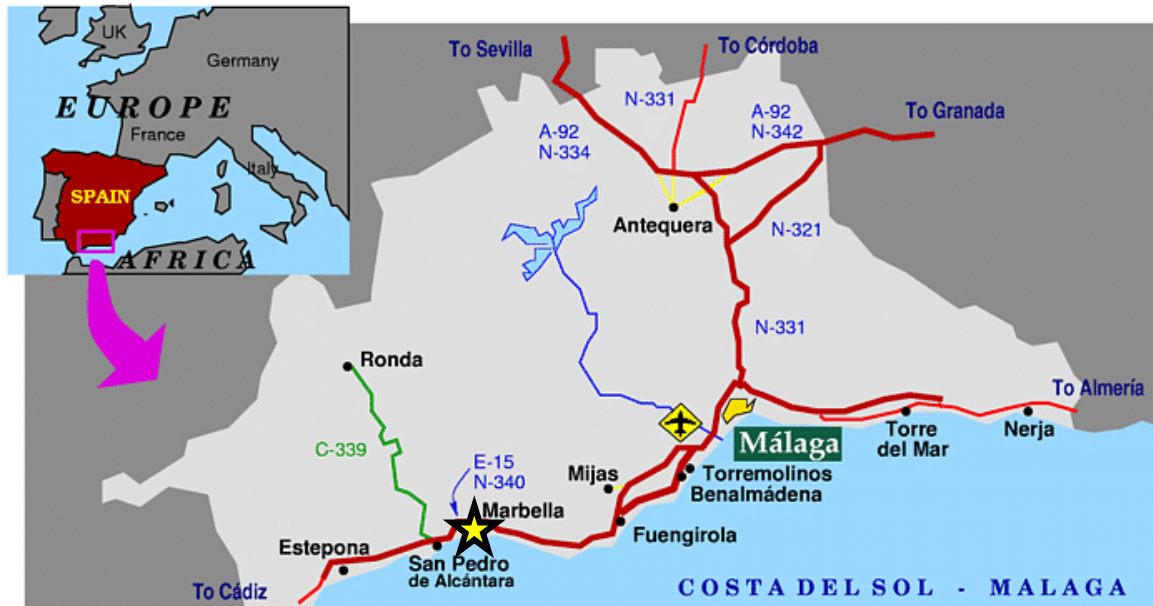 UK
Germany
EUROPE
France
Italy
SPAIN
AFRICA
To Sevilla
To Córdoba
N-331
A-92
N-334
A-92
N-342
To Granada
Antequera
N-321
N-331
Ronda
To Almería
C-339
Málaga
Torre
del Mar
Nerja
E-15
N-340
Mijas
Torremolinos
Benalmádena
Marbella
Fuengirola
Estepona
San Pedro
de Alcántara
To Cádiz
COSTA DEL SOL - MALAGA